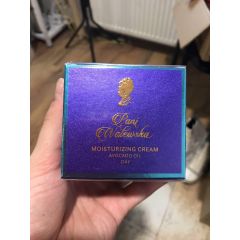 Pani
Walewska
MOISTURIZING CREAM
AVOCADO OIL
DAY